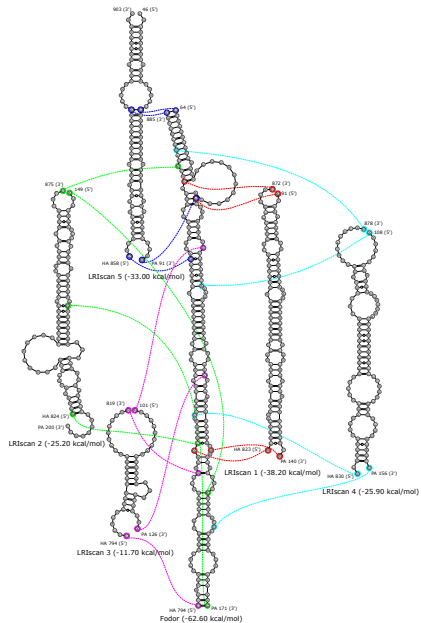 903 (3') 46 (5')
64 (5')
885 (3')
875 (3')
149 (5')
872 (3')
91 (5')
878 (3')
108 (5')
HA 858 (5') PA 91 (3')
LRIscan 5 (-33.00 kcal/mol)
819 (3') 101 (5')
HA 824 (5')
PA 203 (3')
LRIscan 2 (-25.20 kcal/mol)
HA 823 (5')
PA 140 (3')
LRIscan 1 (-38.20 kcal/mol)
HA 830 (5') PA 156 (3')
LRIscan 4 (-25.90 kcal/mol)
HA 794 (5') PA 126 (3')
LRIscan 3 (-11.70 kcal/mol)
HA 794 (5') PA 171 (3')
Fodor (-62.60 kcal/mol)